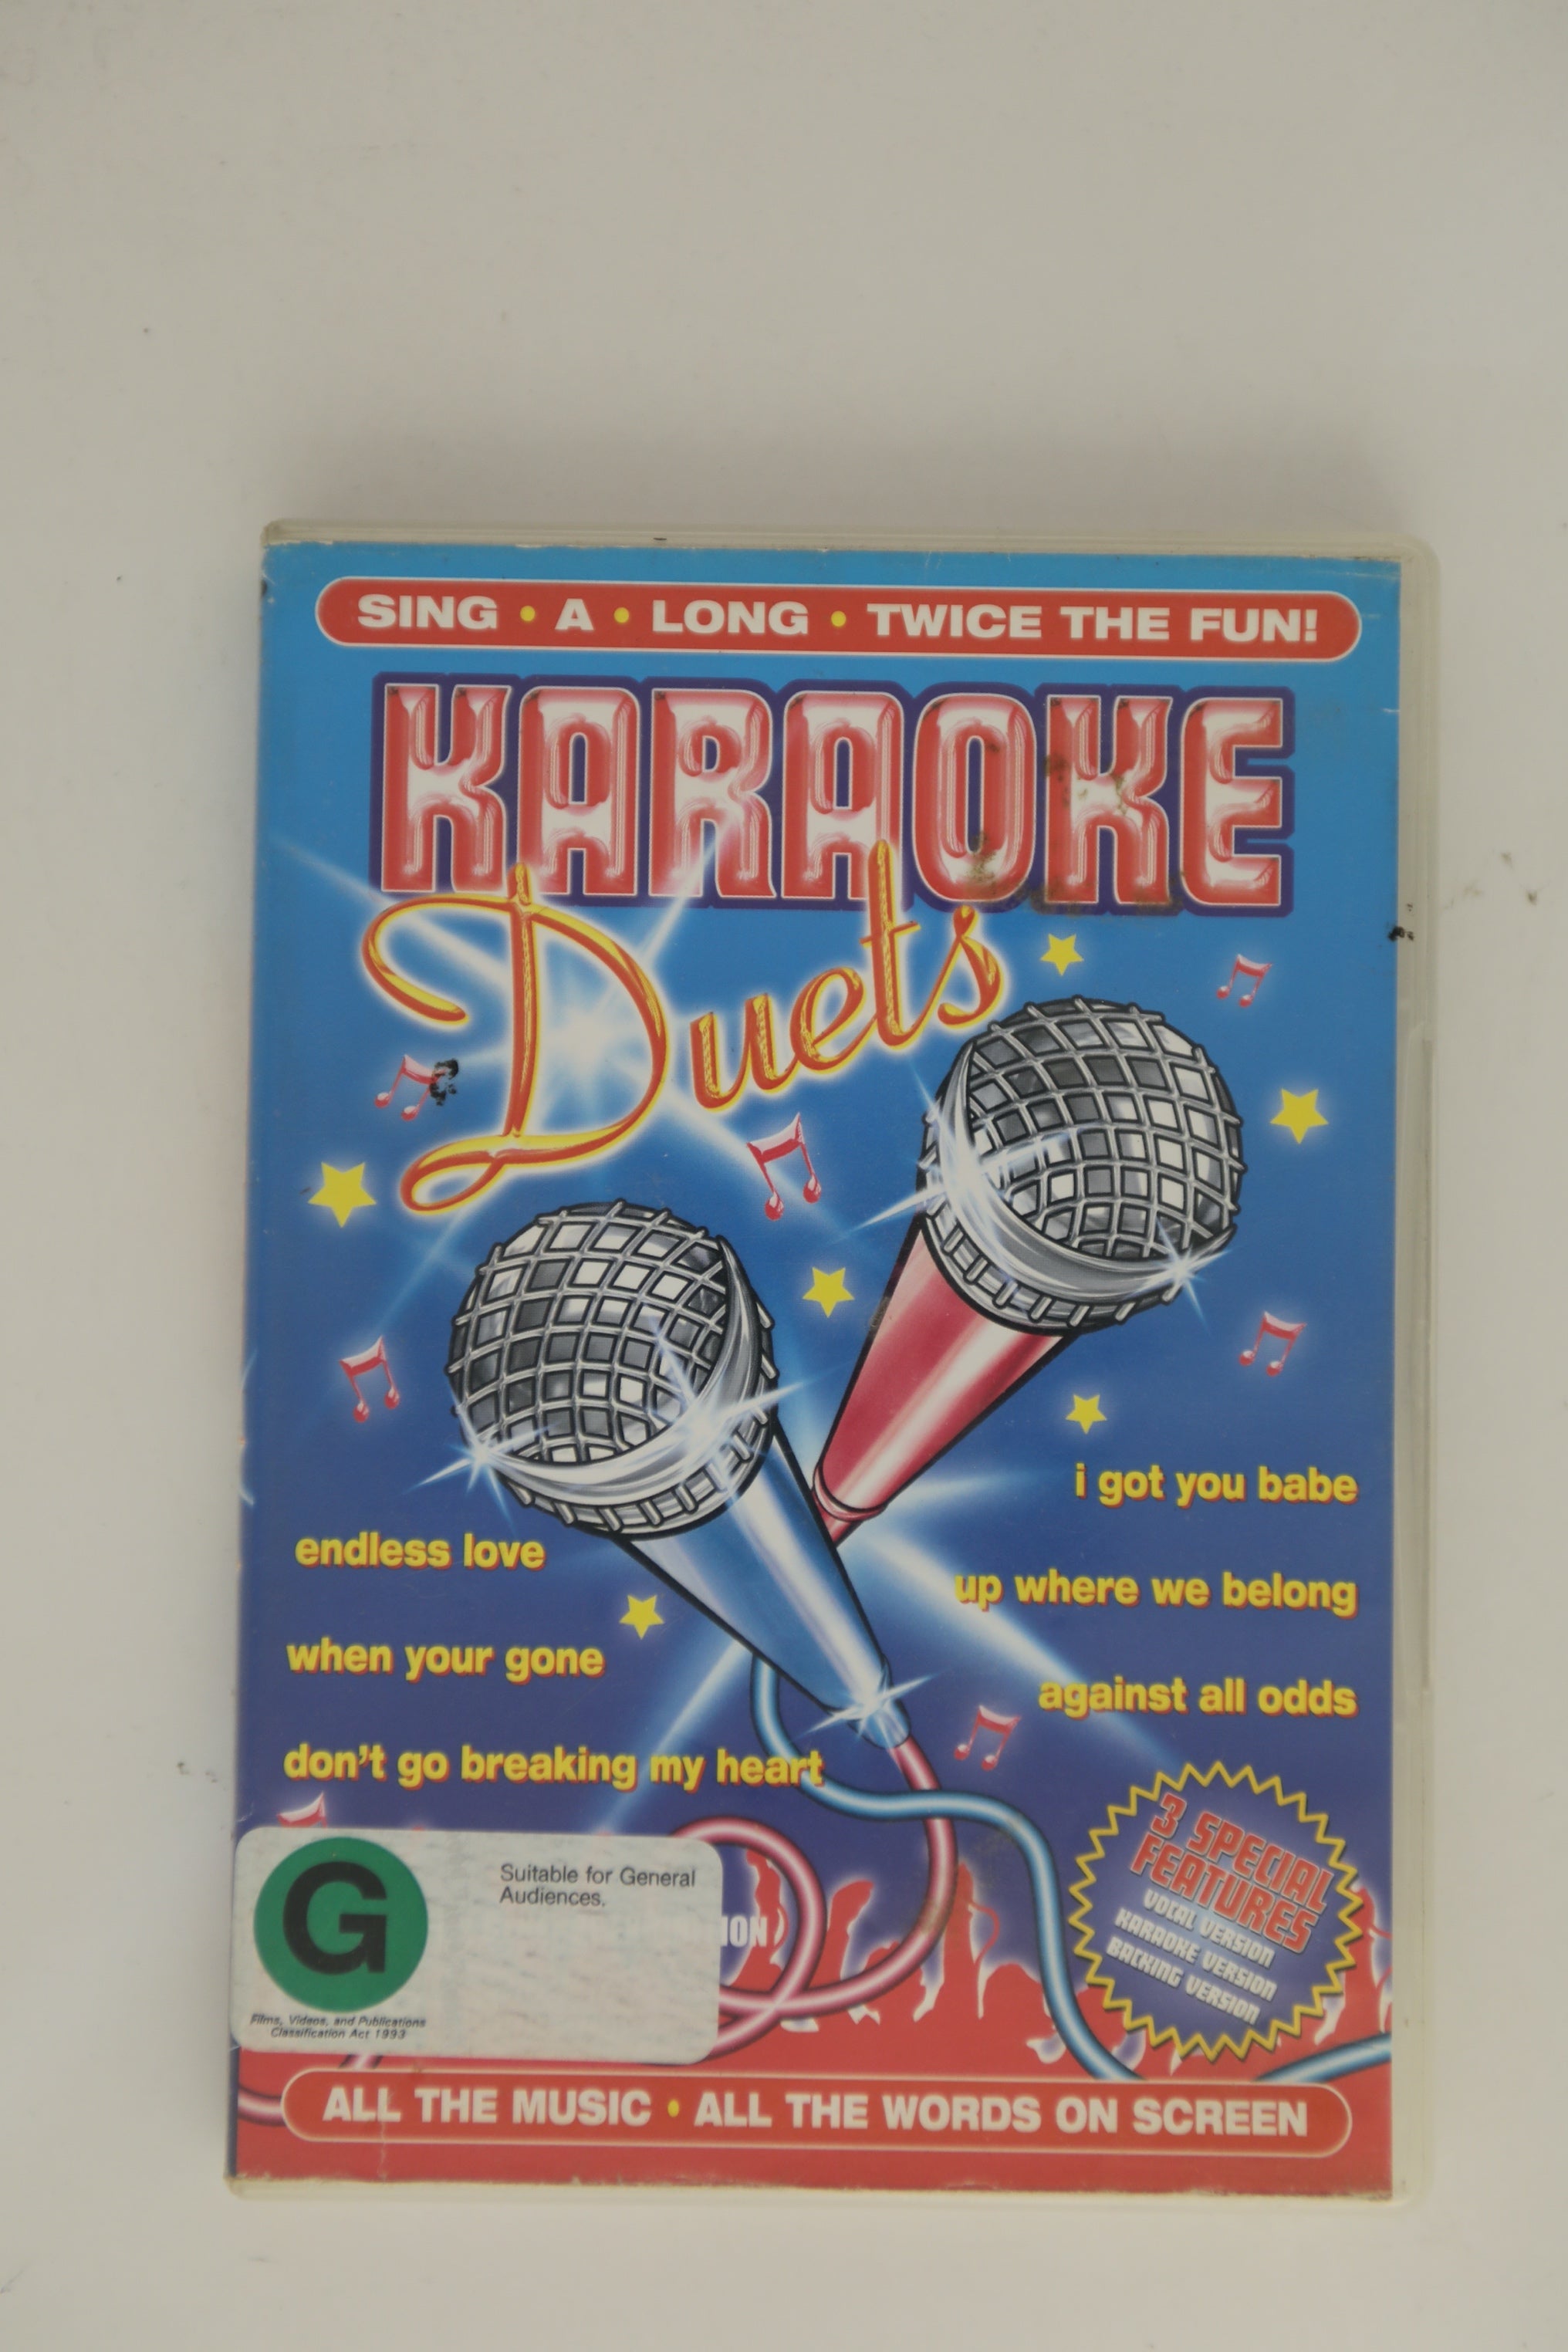 SING • A • LONG • TWICE THE FUN!
KARAOKE
Duets
i got you babe
endless love
up where we belong
when your gone
against all odds
don't go breaking my heart
3 SPECIAL
FEATURES
VOCAL VERSION
KARAOKE VERSION
BACKING VERSION
G
Suitable for General
Audiences.
Films, Videos, and Publications
Classification Act 1993
ALL THE MUSIC • ALL THE WORDS ON SCREEN